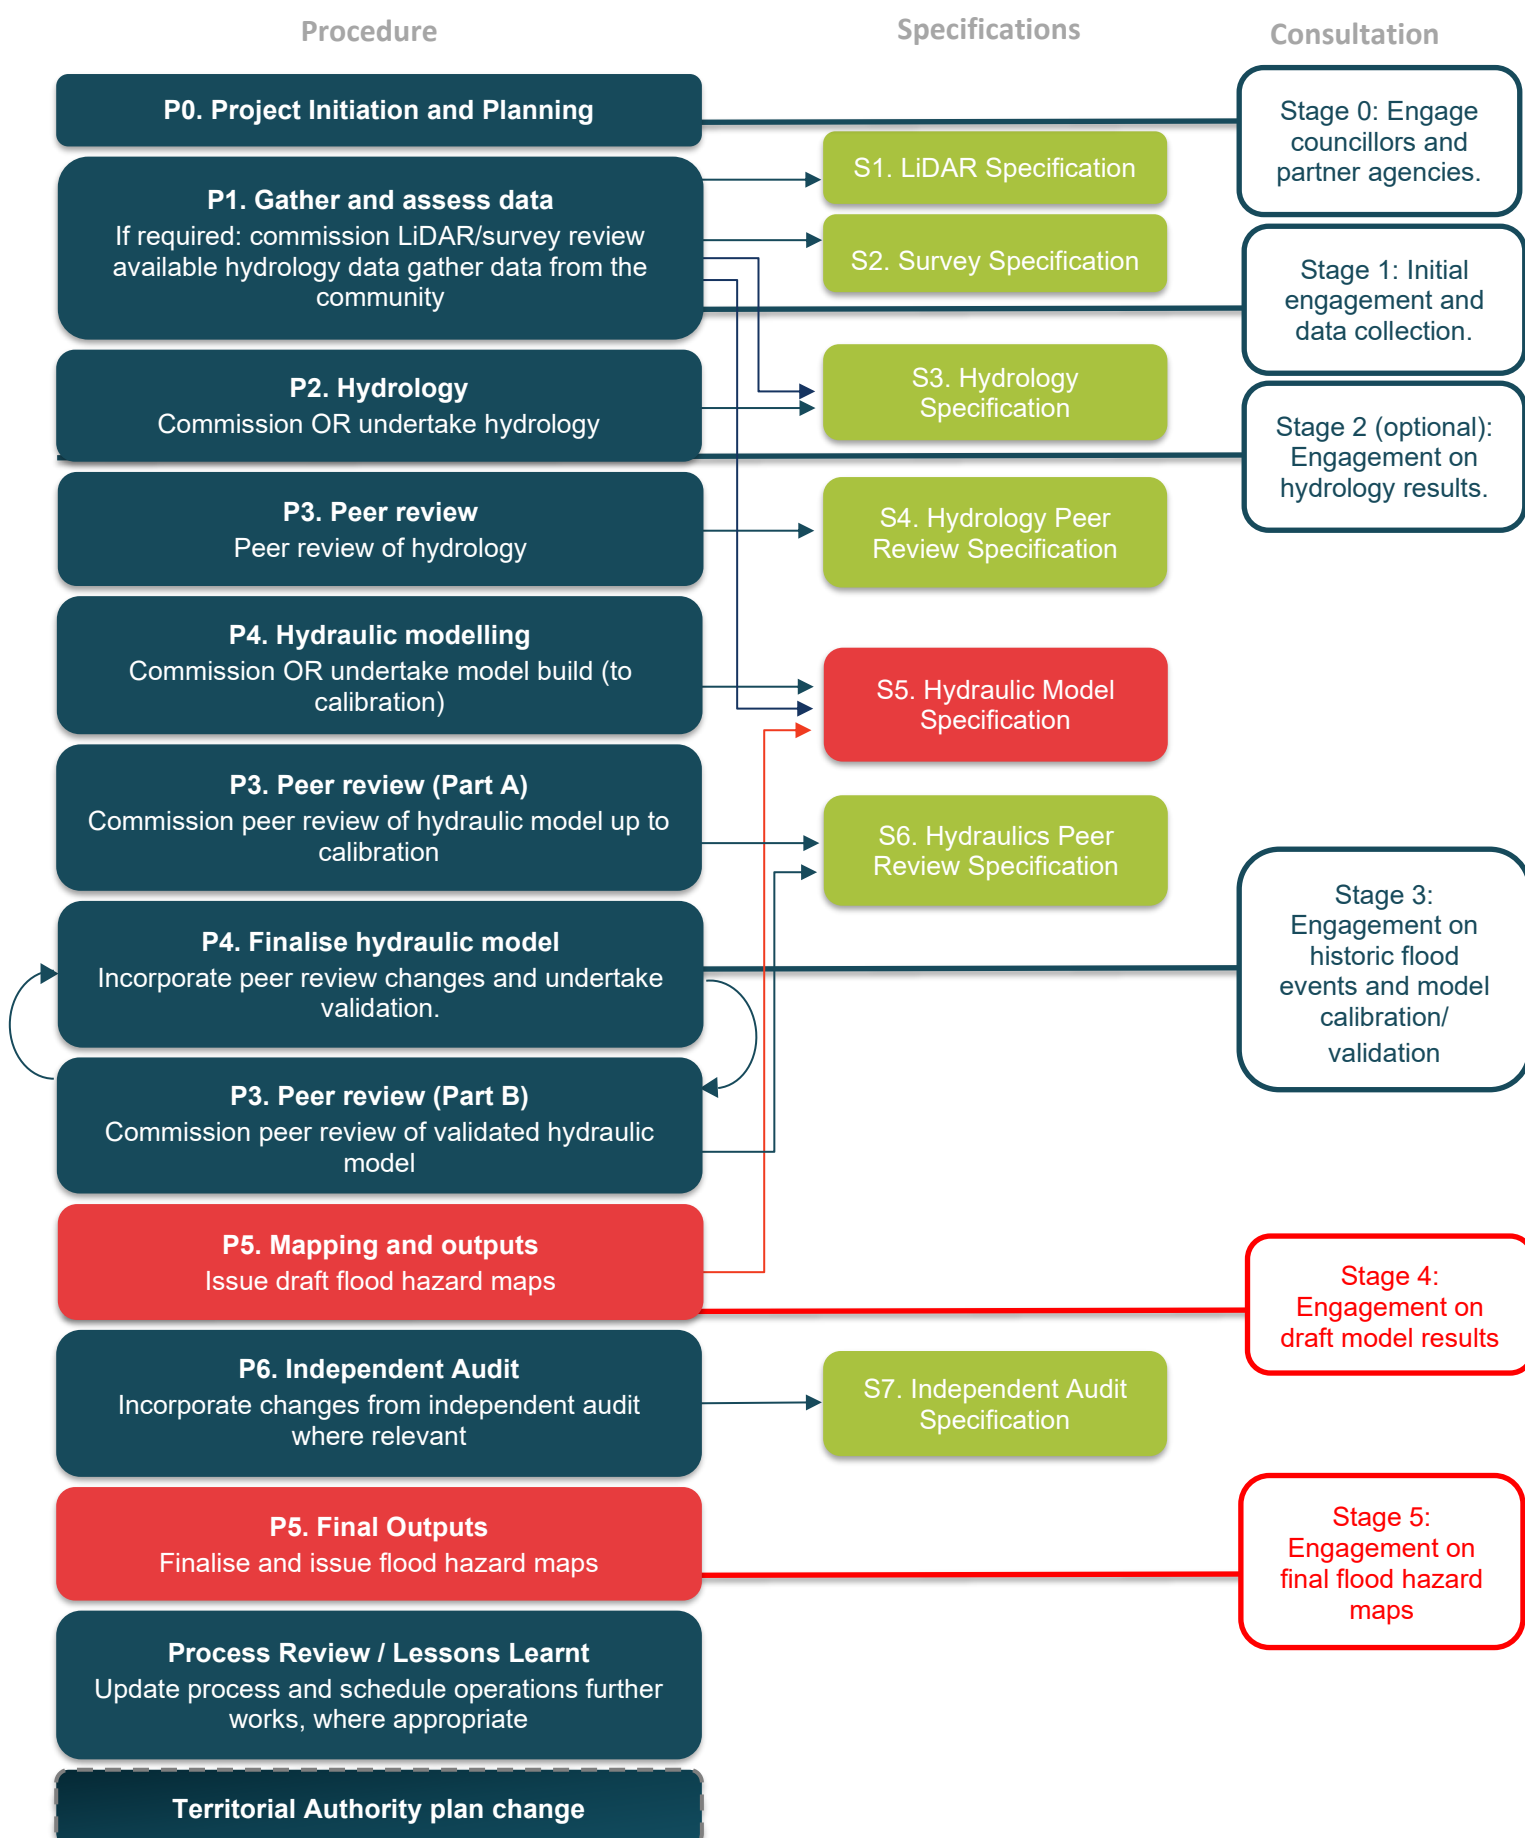 Procedure
Specifications
Consultation
P0. Project Initiation and Planning
Stage 0: Engage
councillors and
partner agencies.
P1. Gather and assess data
If required: commission LiDAR/survey review
available hydrology data gather data from the
community
S1. LiDAR Specification
S2. Survey Specification
Stage 1: Initial
engagement and
data collection.
P2. Hydrology
Commission OR undertake hydrology
S3. Hydrology
Specification
Stage 2 (optional):
Engagement on
hydrology results.
P3. Peer review
Peer review of hydrology
S4. Hydrology Peer
Review Specification
P4. Hydraulic modelling
Commission OR undertake model build (to
calibration)
S5. Hydraulic Model
Specification
P3. Peer review (Part A)
Commission peer review of hydraulic model up to
calibration
S6. Hydraulics Peer
Review Specification
P4. Finalise hydraulic model
Incorporate peer review changes and undertake
validation.
Stage 3:
Engagement on
historic flood
events and model
calibration/
validation
P3. Peer review (Part B)
Commission peer review of validated hydraulic
model
P5. Mapping and outputs
Issue draft flood hazard maps
Stage 4:
Engagement on
draft model results
P6. Independent Audit
Incorporate changes from independent audit
where relevant
S7. Independent Audit
Specification
P5. Final Outputs
Finalise and issue flood hazard maps
Stage 5:
Engagement on
final flood hazard
maps
Process Review / Lessons Learnt
Update process and schedule operations further
works, where appropriate
Territorial Authority plan change